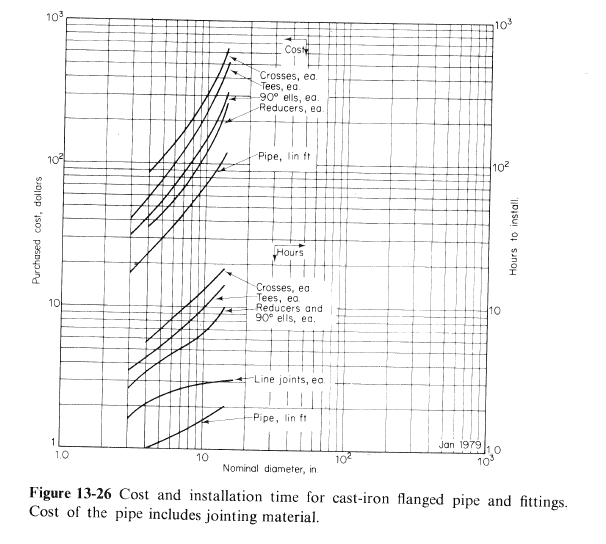 10³
10³
Cost
Crosses, ea.
Tees, ea.
90° ells, ea.
Reducers, ea.
10²
10²
Pipe, lin ft
Purchased cost, dollars
Hours to install.
Hours
Crosses, ea.
Tees, ea.
10
10
Reducers and
90° ells, ea.
Line joints, ea.
Pipe, lin ft
Jan 1979
1
1.0
1.0
10
10²
10³
Nominal diameter, in.
Figure 13-26 Cost and installation time for cast-iron flanged pipe and fittings.
Cost of the pipe includes jointing material.